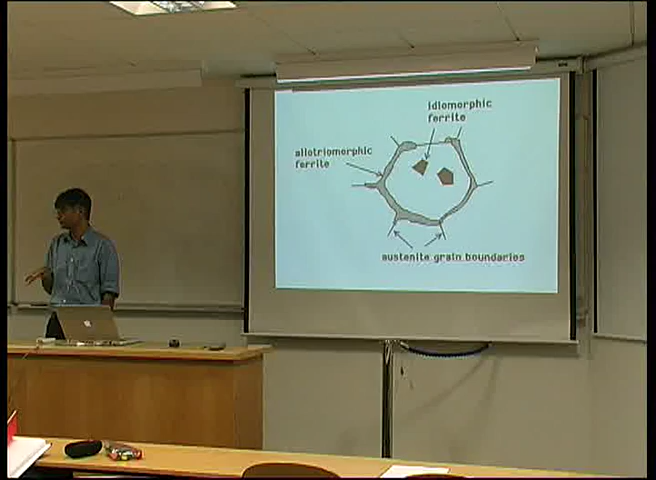 idiomorphic
ferrite
allotriomorphic
ferrite
austenite grain boundaries